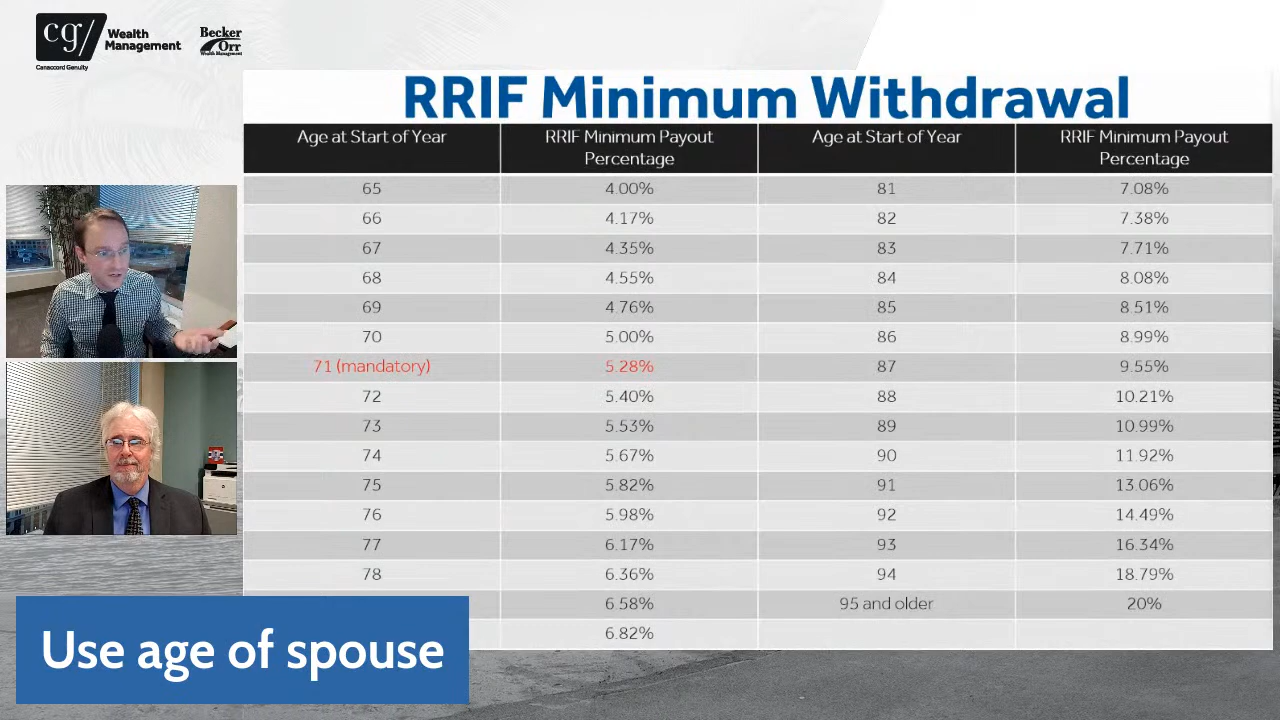 cg/ Wealth
Management
Canaccord Genuity
Becker
Orr
Wealth Management
RRIF Minimum Withdrawal
Age at Start of Year RRIF Minimum Payout Percentage Age at Start of Year RRIF Minimum Payout Percentage
65 4.00% 81 7.08%
66 4.17% 82 7.38%
67 4.35% 83 7.71%
68 4.55% 84 8.08%
69 4.76% 85 8.51%
70 5.00% 86 8.99%
71 (mandatory) 5.28% 87 9.55%
72 5.40% 88 10.21%
73 5.53% 89 10.99%
74 5.67% 90 11.92%
75 5.82% 91 13.06%
76 5.98% 92 14.49%
77 6.17% 93 16.34%
78 6.36% 94 18.79%
6.58% 95 and older 20%
6.82%
Use age of spouse